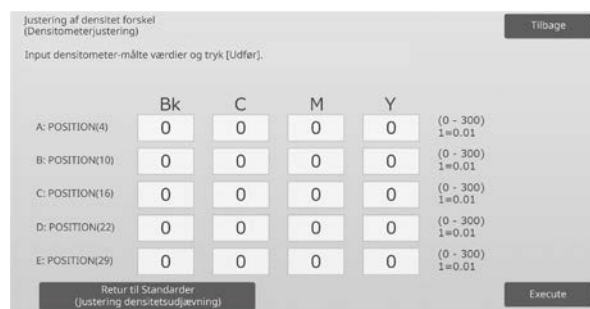 Justering af densitet forskel
(Densitometerjustering)
Tilbage
Input densitometer-målte værdier og tryk [Udfør].
Bk C M Y
A: POSITION(4) 0 0 0 0 (0 - 300)
1=0.01
B: POSITION(10) 0 0 0 0 (0 - 300)
1=0.01
C: POSITION(16) 0 0 0 0 (0 - 300)
1=0.01
D: POSITION(22) 0 0 0 0 (0 - 300)
1=0.01
E: POSITION(29) 0 0 0 0 (0 - 300)
1=0.01
Retur til Standarder
(Justering densitetsudjævning)
Execute